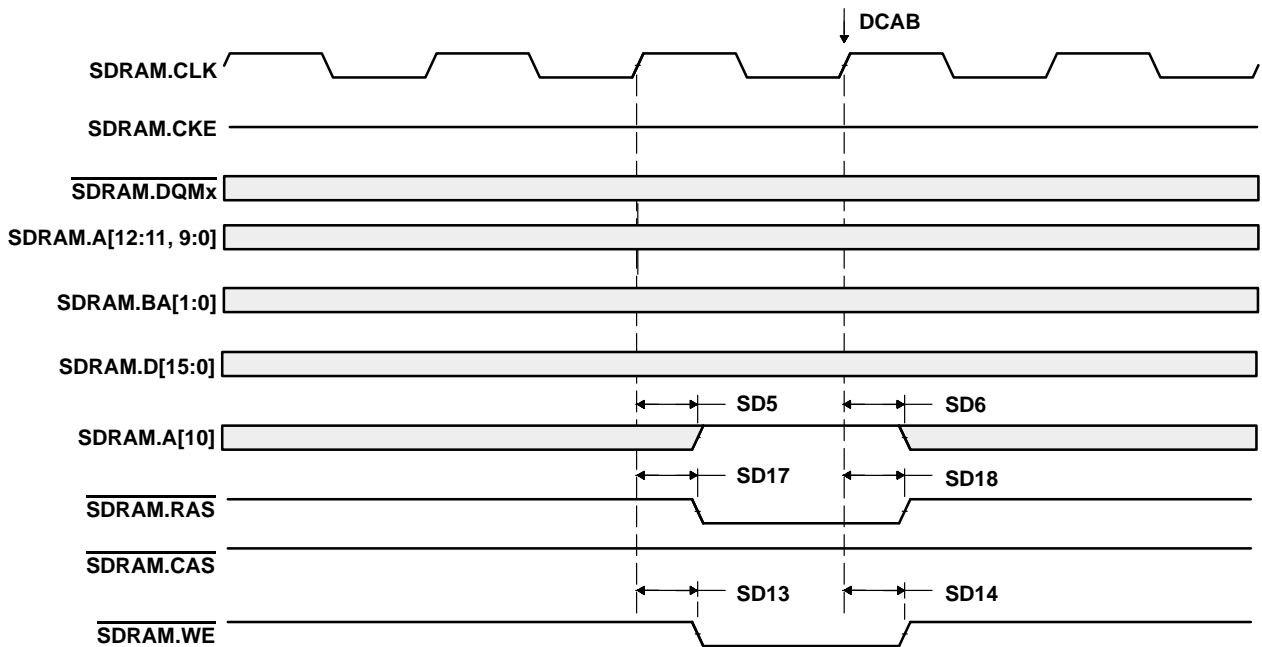 DCAB
SDRAM.CLK
SDRAM.CKE
SDRAM.DQMx
SDRAM.A[12:11, 9:0]
SDRAM.BA[1:0]
SDRAM.D[15:0]
SD5 SD6
SDRAM.A[10]
SD17 SD18
SDRAM.RAS
SDRAM.CAS
SD13 SD14
SDRAM.WE